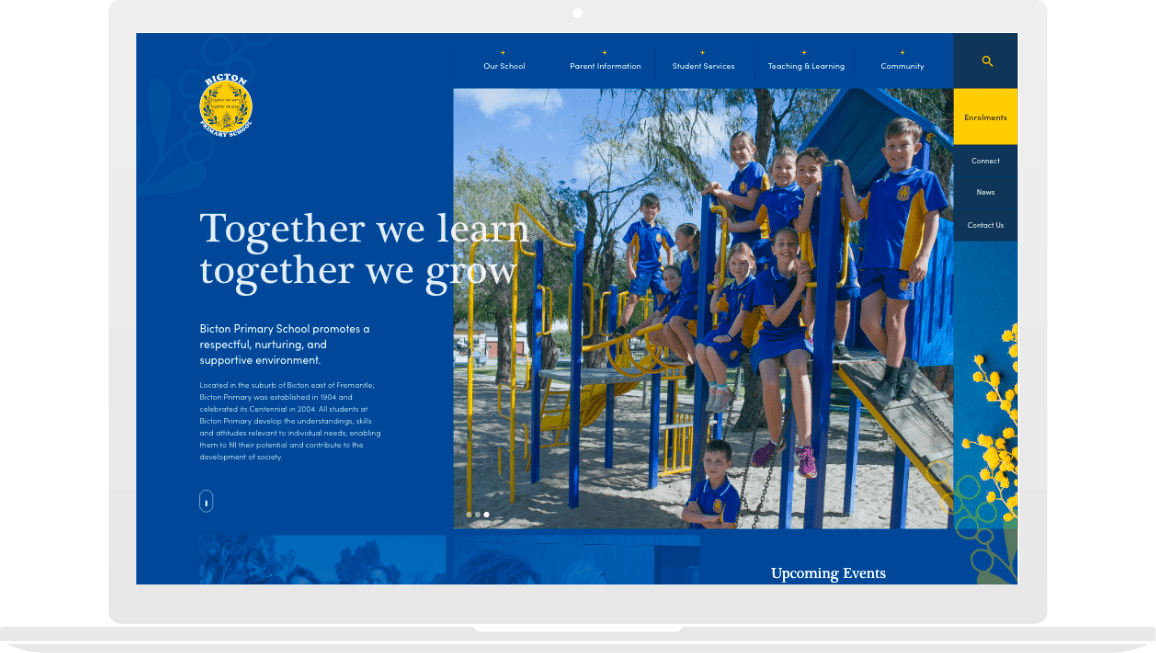 BICTON
Together we learn
together we grow
PRIMARY SCHOOL
Our School
Parent Information
Student Services
Teaching & Learning
Community
Enrolments
Connect
News
Contact Us
Together we learn
together we grow
Bicton Primary School promotes a
respectful, nurturing, and
supportive environment.
Located in the suburb of Bicton east of Fremantle;
Bicton Primary was established in 1904 and
celebrated its Centennial in 2004. All students at
Bicton Primary develop the understandings, skills
and attitudes relevant to individual needs; enabling
them to fill their potential and contribute to the
development of society.
Upcoming Events